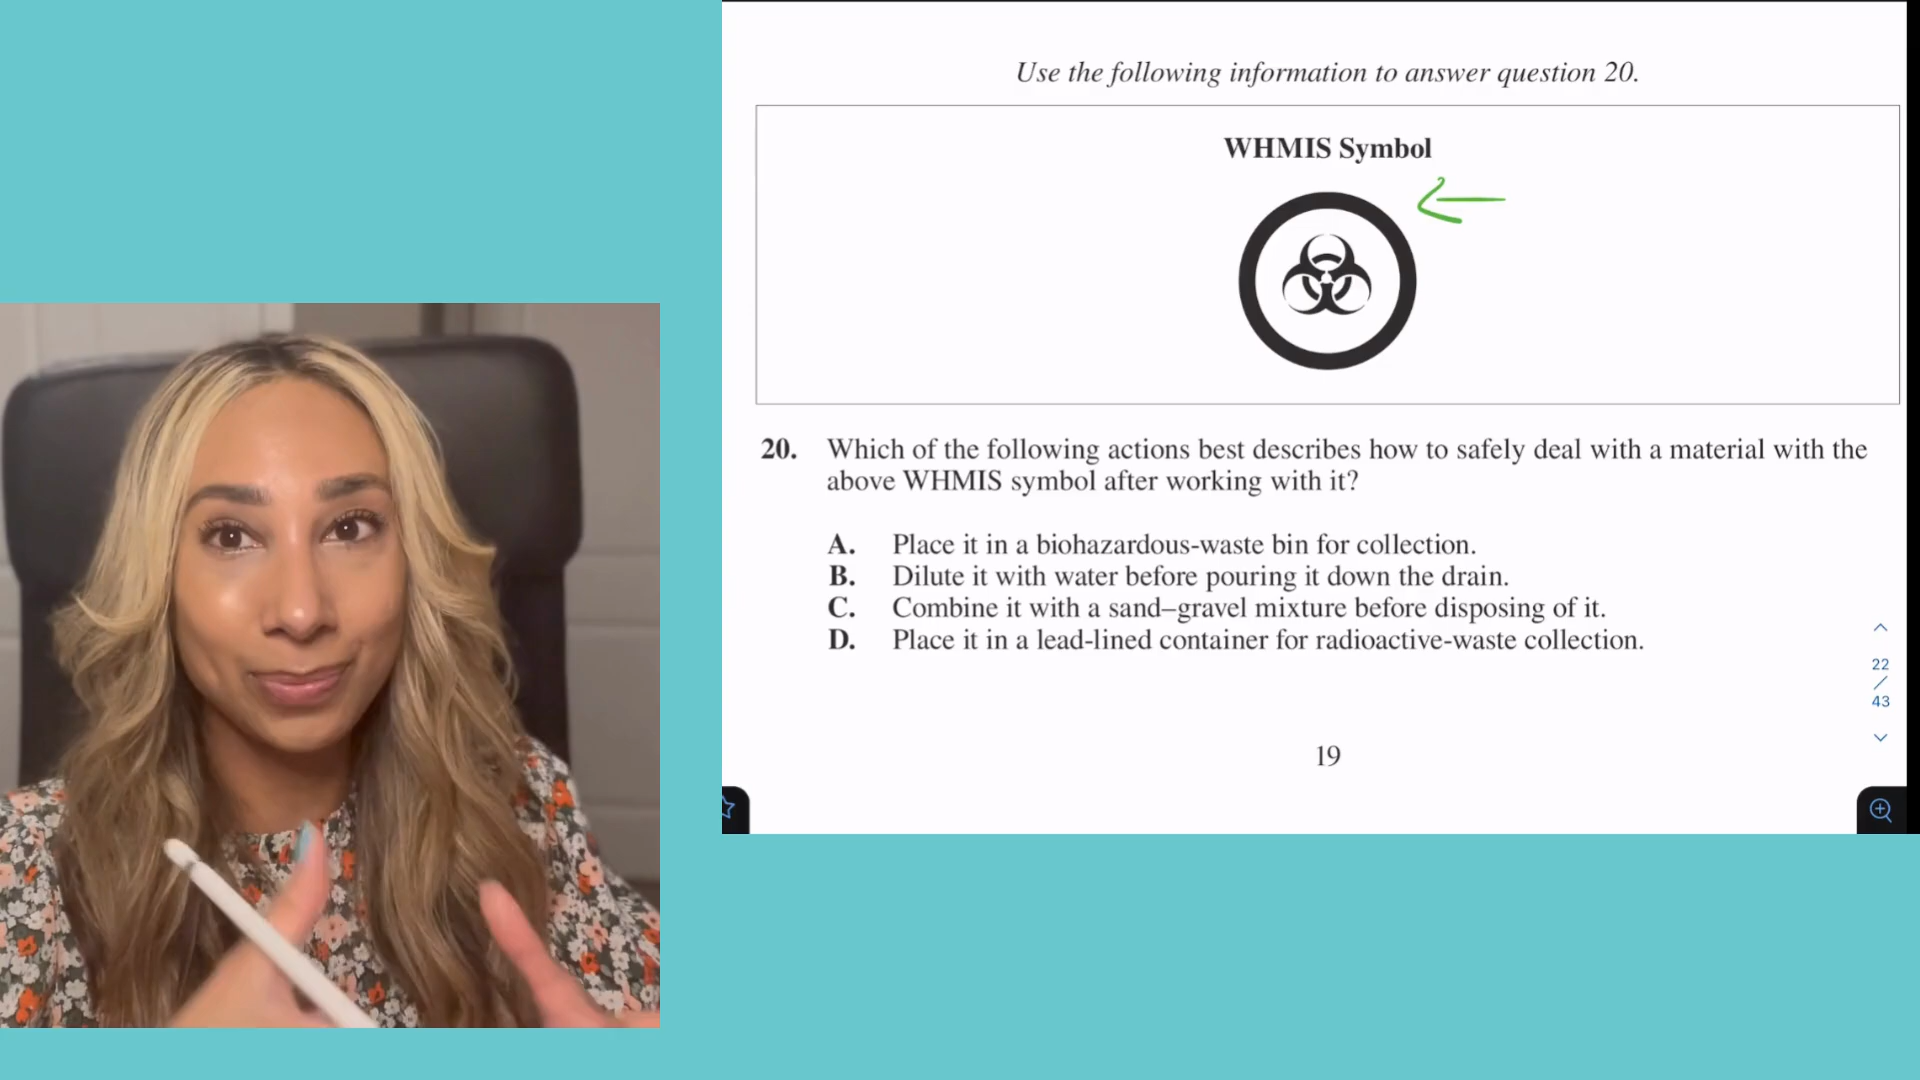 Use the following information to answer question 20.
WHMIS Symbol
20. Which of the following actions best describes how to safely deal with a material with the
above WHMIS symbol after working with it?
A. Place it in a biohazardous-waste bin for collection.
B. Dilute it with water before pouring it down the drain.
C. Combine it with a sand–gravel mixture before disposing of it.
D. Place it in a lead-lined container for radioactive-waste collection.
22
/
43
19